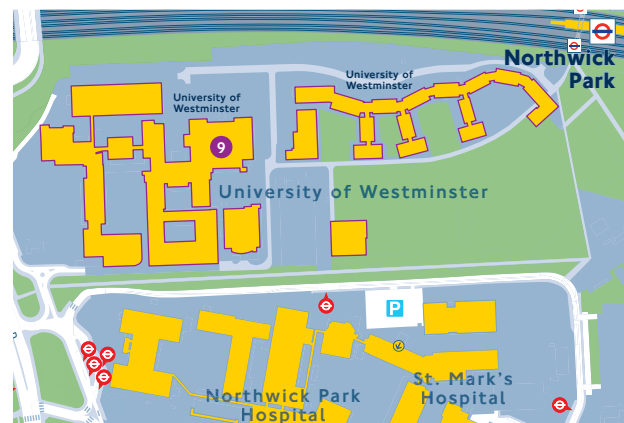 University of
Westminster
University of
Westminster
Northwick
Park
9
University of Westminster
P
St. Mark's
Hospital
Northwick Park
Hospital